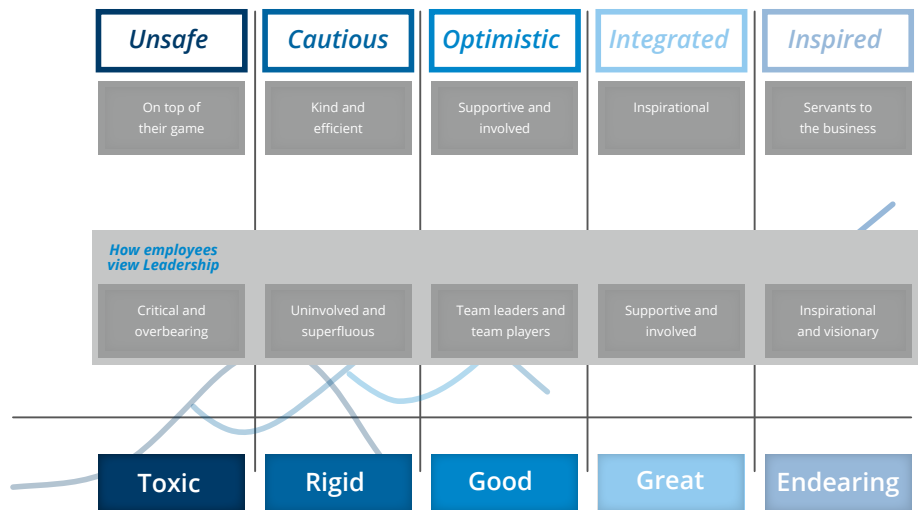 Unsafe
Cautious
Optimistic
Integrated
Inspired
On top of
their game
Kind and
efficient
Supportive and
involved
Inspirational
Servants to
the business
How employees
view Leadership
Critical and
overbearing
Uninvolved and
superfluous
Team leaders and
team players
Supportive and
involved
Inspirational
and visionary
Toxic
Rigid
Good
Great
Endearing